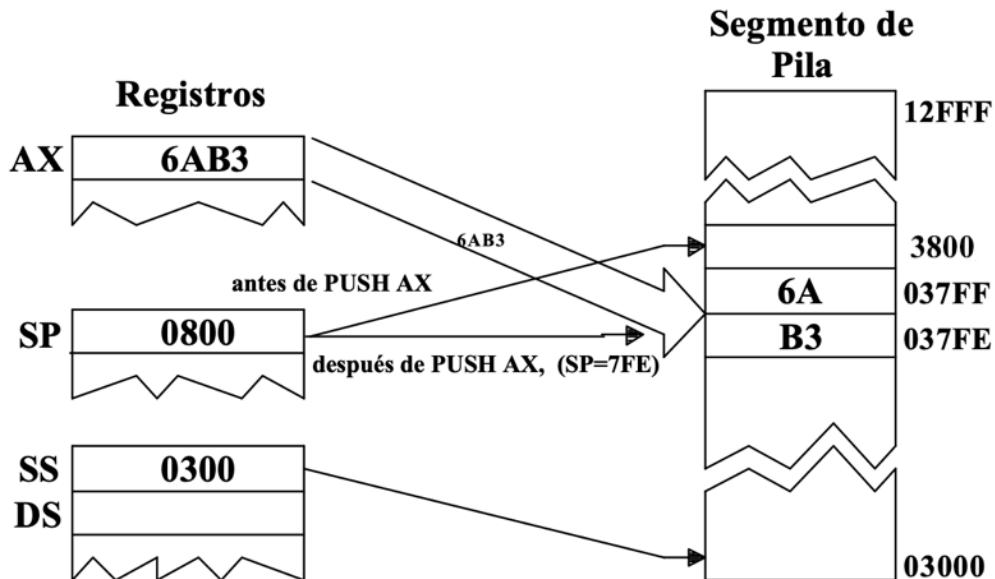 Segmento de
Pila
Registros
12FFF
AX 6AB3
6AB3
3800
antes de PUSH AX
6A 037FF
SP 0800
B3 037FE
después de PUSH AX, (SP=7FE)
SS 0300
DS
03000